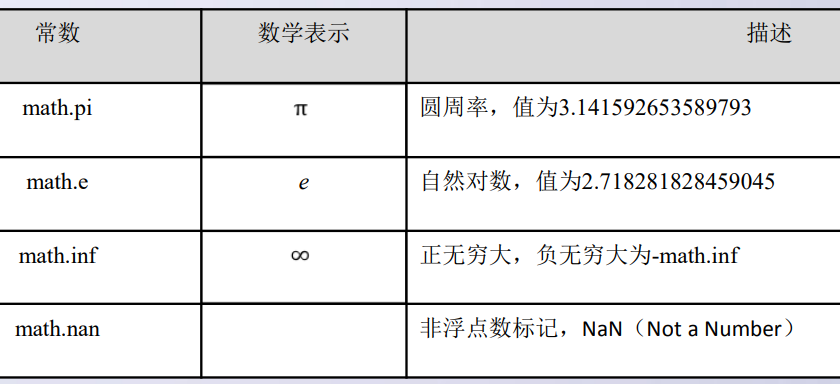 常数 数学表示 描述
math.pi π 圆周率，值为3.141592653589793
math.e e 自然对数，值为2.718281828459045
math.inf ∞ 正无穷大，负无穷大为-math.inf
math.nan 非浮点数标记，NaN（Not a Number）